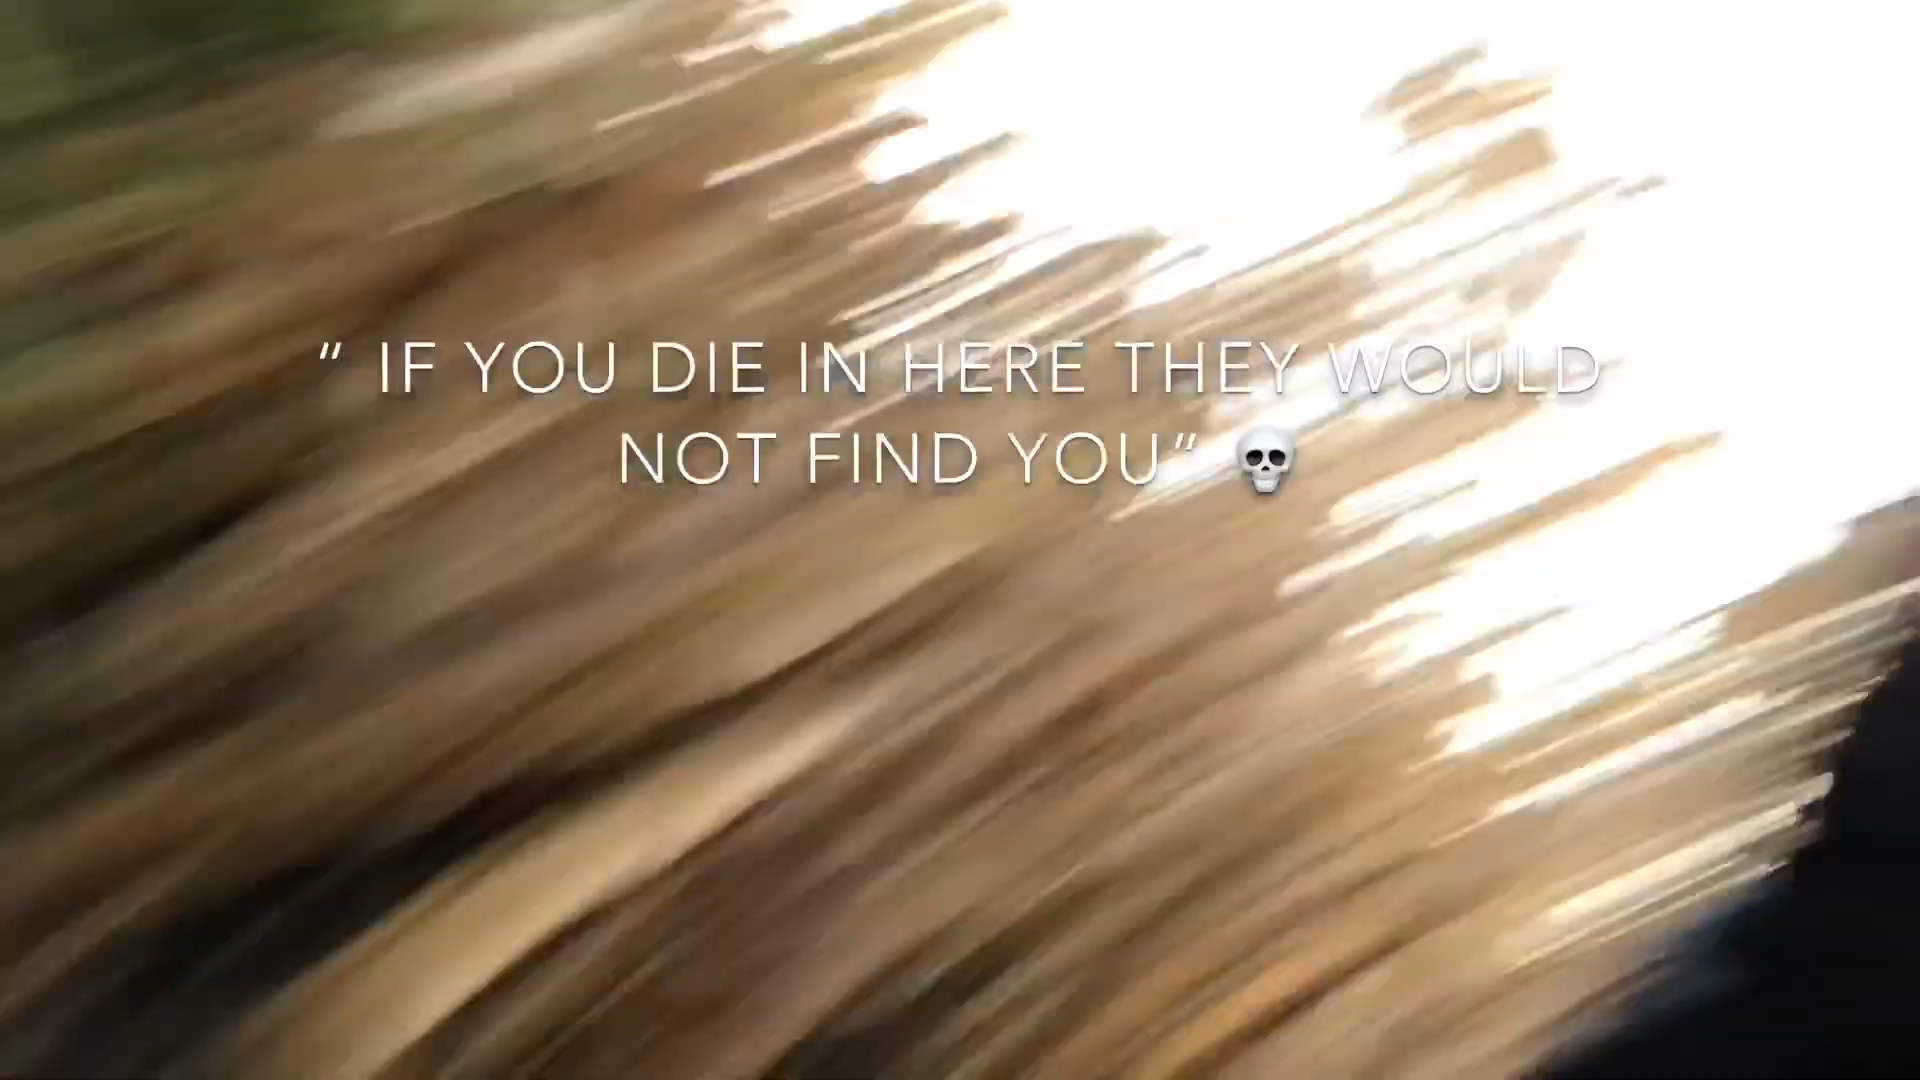 “ IF YOU DIE IN HERE THEY WOULD
NOT FIND YOU” 💀